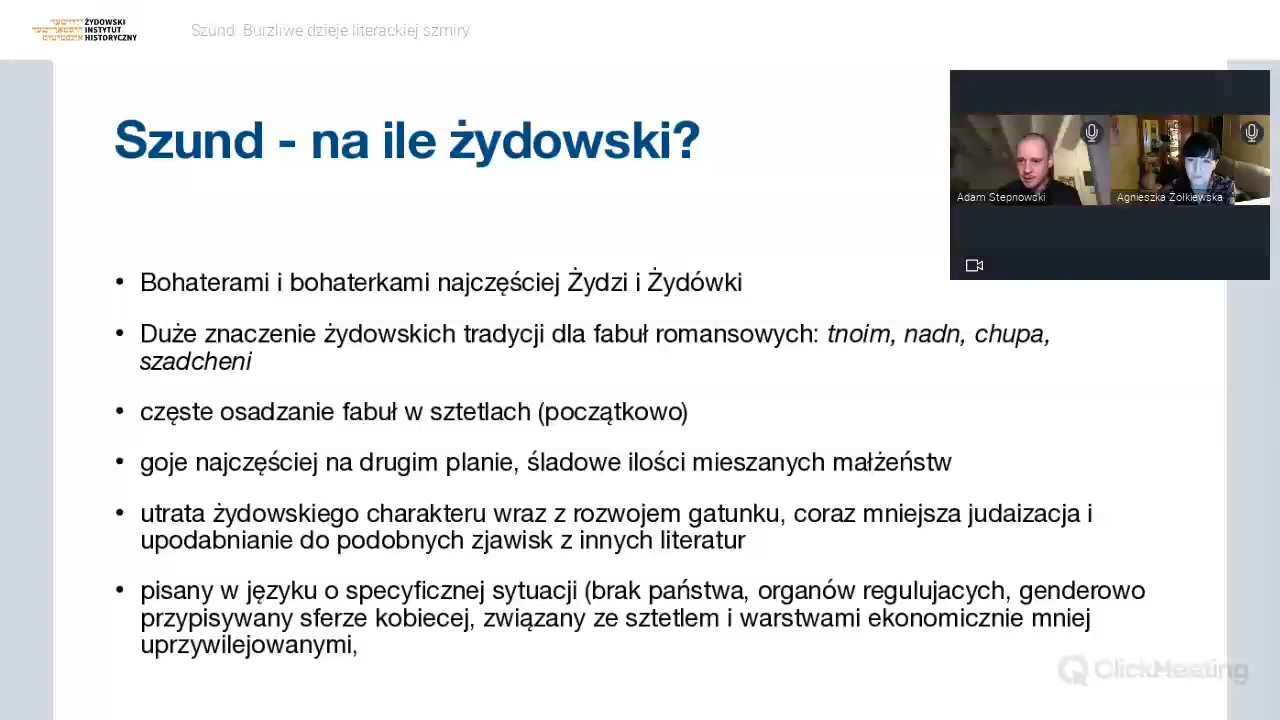 ŻYDOWSKI
INSTYTUT
HISTORYCZNY
Szund. Burzliwe dzieje literackiej szmiry
Szund - na ile żydowski?
Adam Stepnowski
Agnieszka Żółkiewska
• Bohaterami i bohaterkami najczęściej Żydzi i Żydówki
• Duże znaczenie żydowskich tradycji dla fabuł romansowych: tnoim, nadn, chupa,
szadcheni
• częste osadzanie fabuł w sztetlach (początkowo)
• goje najczęściej na drugim planie, śladowe ilości mieszanych małżeństw
• utrata żydowskiego charakteru wraz z rozwojem gatunku, coraz mniejsza judaizacja i
upodabnianie do podobnych zjawisk z innych literatur
• pisany w języku o specyficznej sytuacji (brak państwa, organów regulujacych, genderowo
przypisywany sferze kobiecej, związany ze sztetlem i warstwami ekonomicznie mniej
uprzywilejowanymi,
ClickMeeting